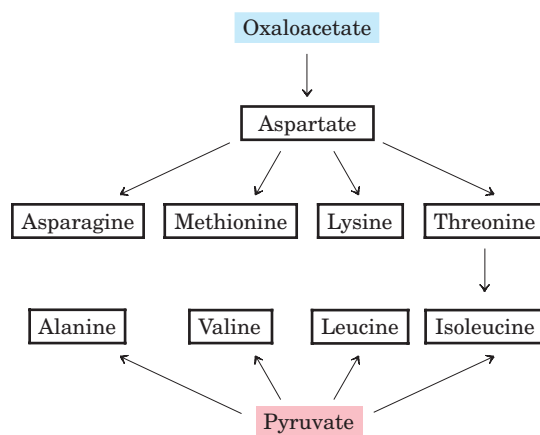 Oxaloacetate
Aspartate
Asparagine
Methionine
Lysine
Threonine
Alanine
Valine
Leucine
Isoleucine
Pyruvate